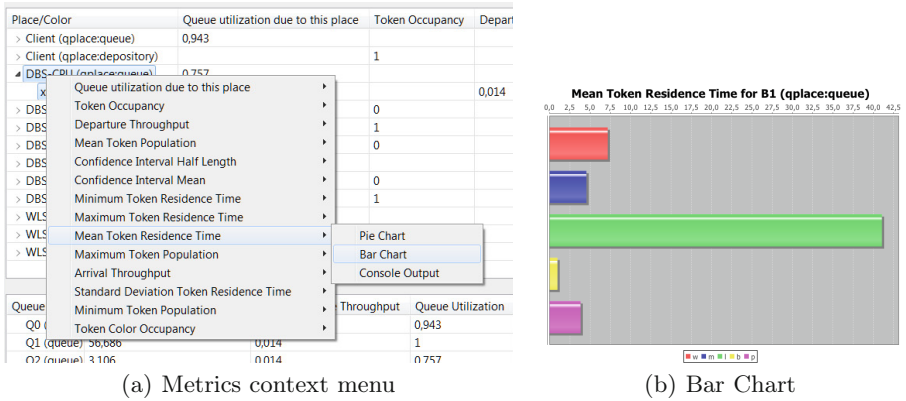 Place/Color Queue utilization due to this place Token Occupancy Depart
Client (qplace:queue) 0,943
Client (qplace:depository) 1
DBS-CPU (qplace:queue) 0,757
x 0,014
DBS 0
DBS 1
DBS 0
DBS
DBS 0
DBS 1
WLS
WLS
WLS
Queue utilization due to this place
Token Occupancy
Departure Throughput
Mean Token Population
Confidence Interval Half Length
Confidence Interval Mean
Minimum Token Residence Time
Maximum Token Residence Time
Mean Token Residence Time
Maximum Token Population
Arrival Throughput
Standard Deviation Token Residence Time
Minimum Token Population
Token Color Occupancy
Pie Chart
Bar Chart
Console Output
Queue Throughput Queue Utilization
Q0 ( 0,943
Q1 (queue) 56,686 0,014 1
Q2 (queue) 3,106 0,014 0,757
(a) Metrics context menu
Mean Token Residence Time for B1 (qplace:queue)
0,0 2,5 5,0 7,5 10,0 12,5 15,0 17,5 20,0 22,5 25,0 27,5 30,0 32,5 35,0 37,5 40,0 42,5
w m l b p
(b) Bar Chart